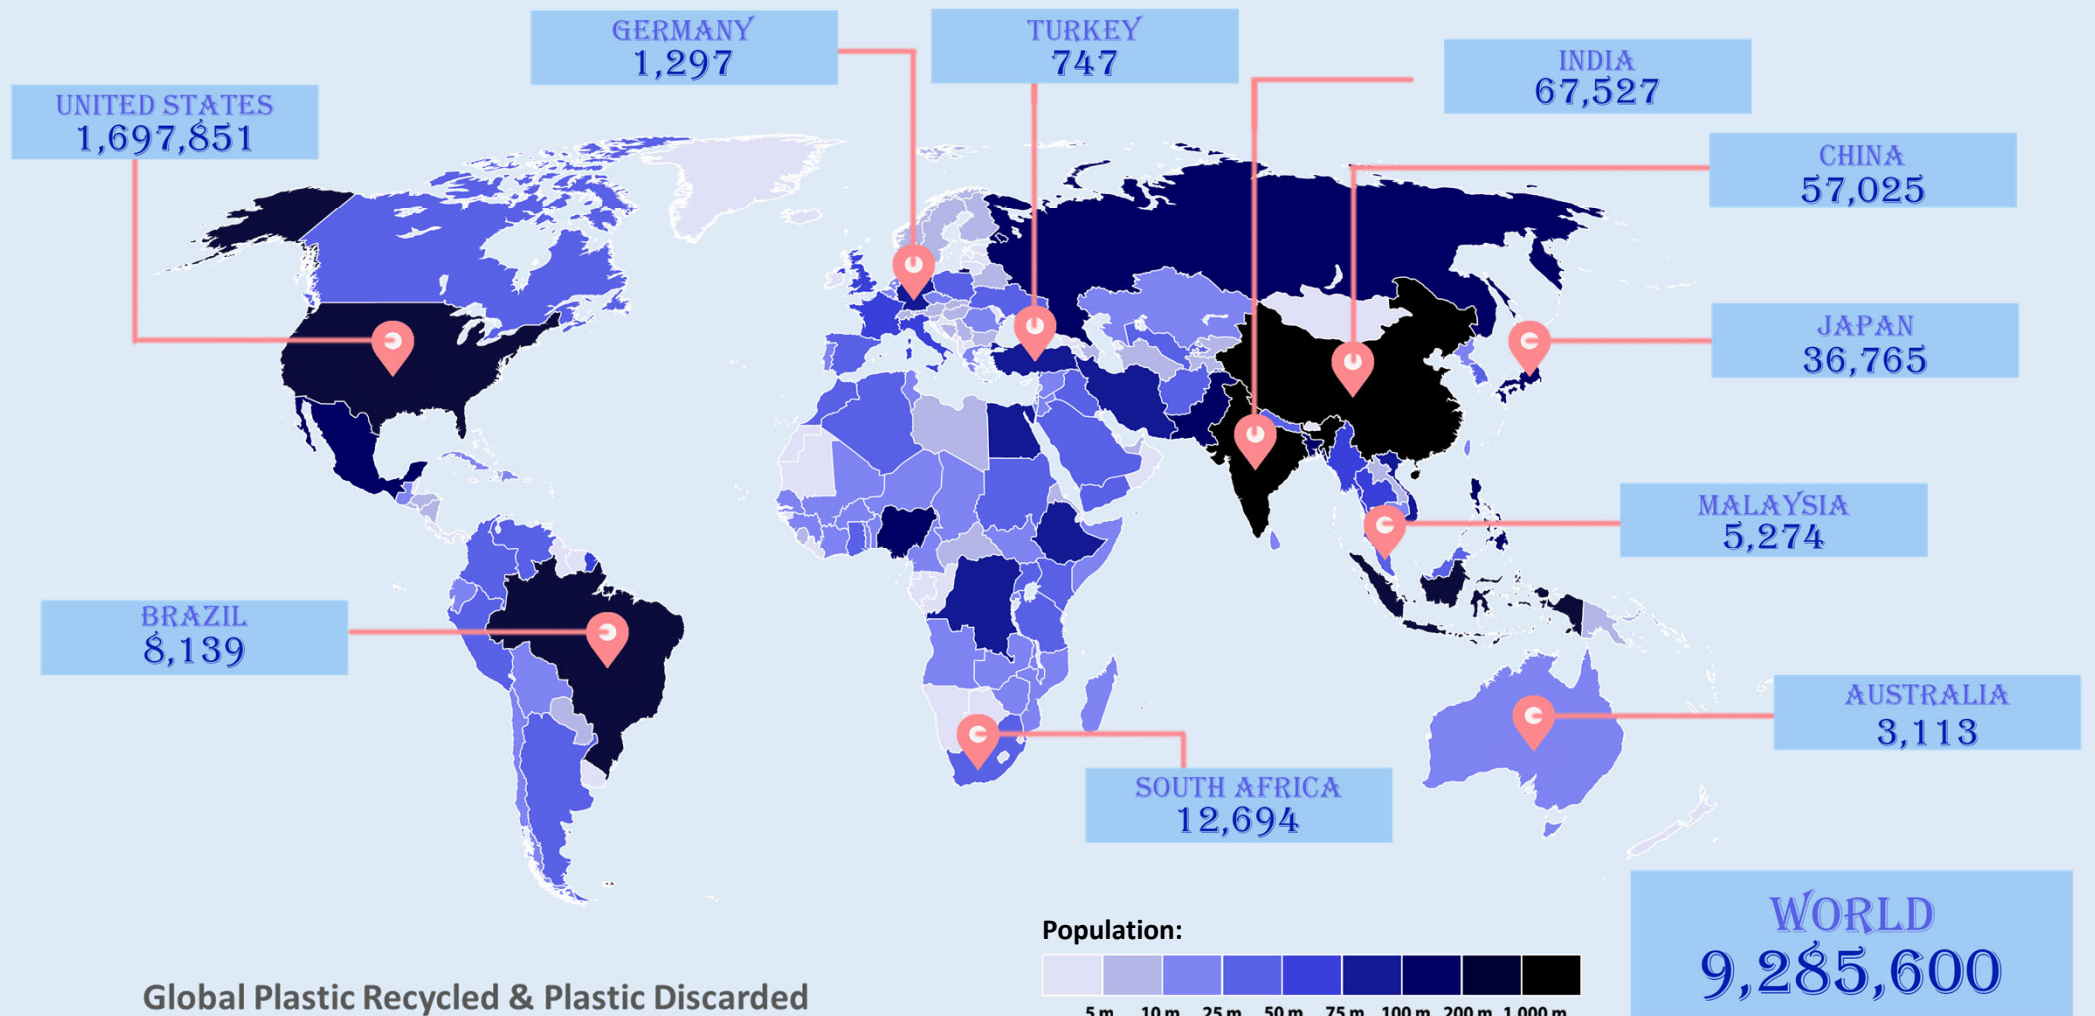 GERMANY
1,297
TURKEY
747
INDIA
67,527
UNITED STATES
1,697,851
CHINA
57,025
JAPAN
36,765
MALAYSIA
5,274
BRAZIL
8,139
AUSTRALIA
3,113
SOUTH AFRICA
12,694
WORLD
9,285,600
Population:
5 m 10 m 25 m 50 m 75 m 100 m 200 m 1,000 m
Global Plastic Recycled & Plastic Discarded